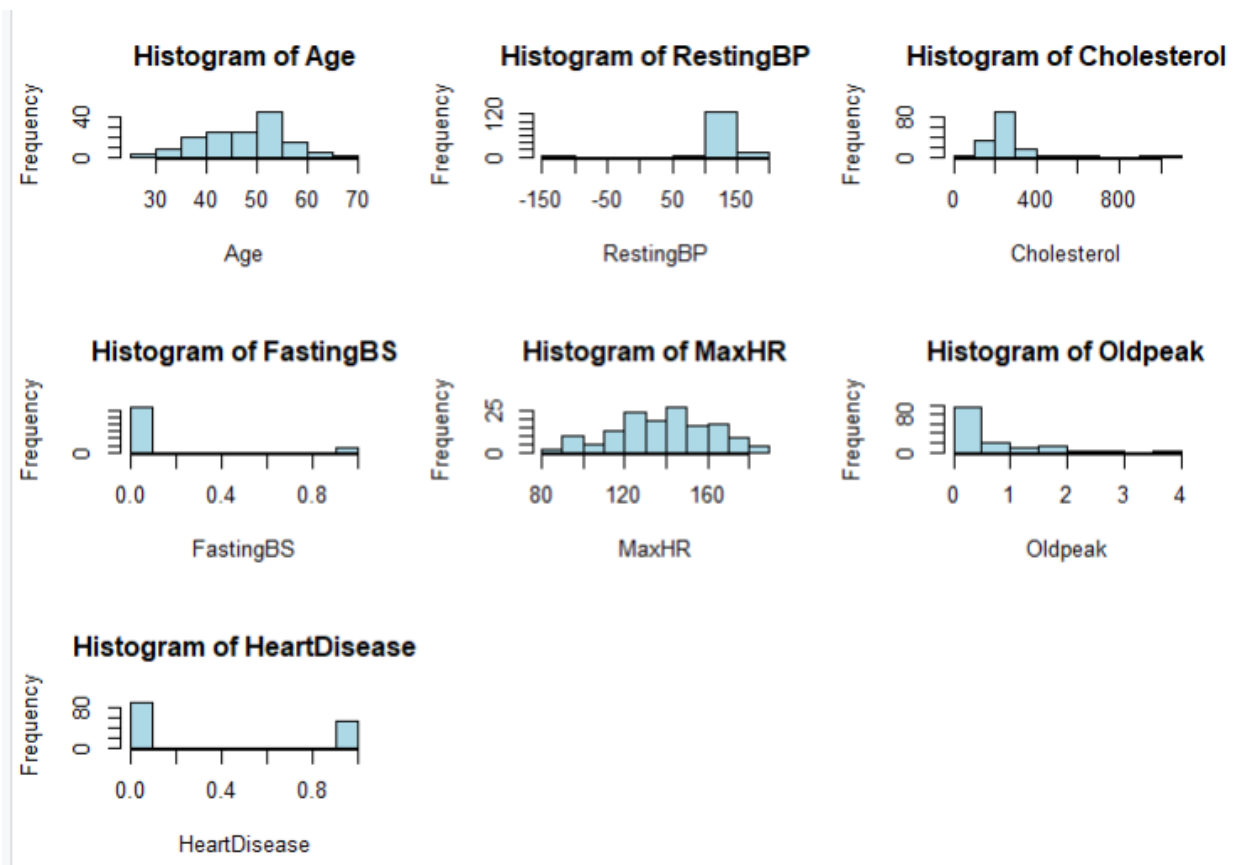 Histogram of Age
Frequency
0 40
30 40 50 60 70
Age
Histogram of RestingBP
Frequency
0 120
-150 -50 50 150
RestingBP
Histogram of Cholesterol
Frequency
0 80
0 400 800
Cholesterol
Histogram of FastingBS
Frequency
0
0.0 0.4 0.8
FastingBS
Histogram of MaxHR
Frequency
0 25
80 120 160
MaxHR
Histogram of Oldpeak
Frequency
0 80
0 1 2 3 4
Oldpeak
Histogram of HeartDisease
Frequency
0 80
0.0 0.4 0.8
HeartDisease